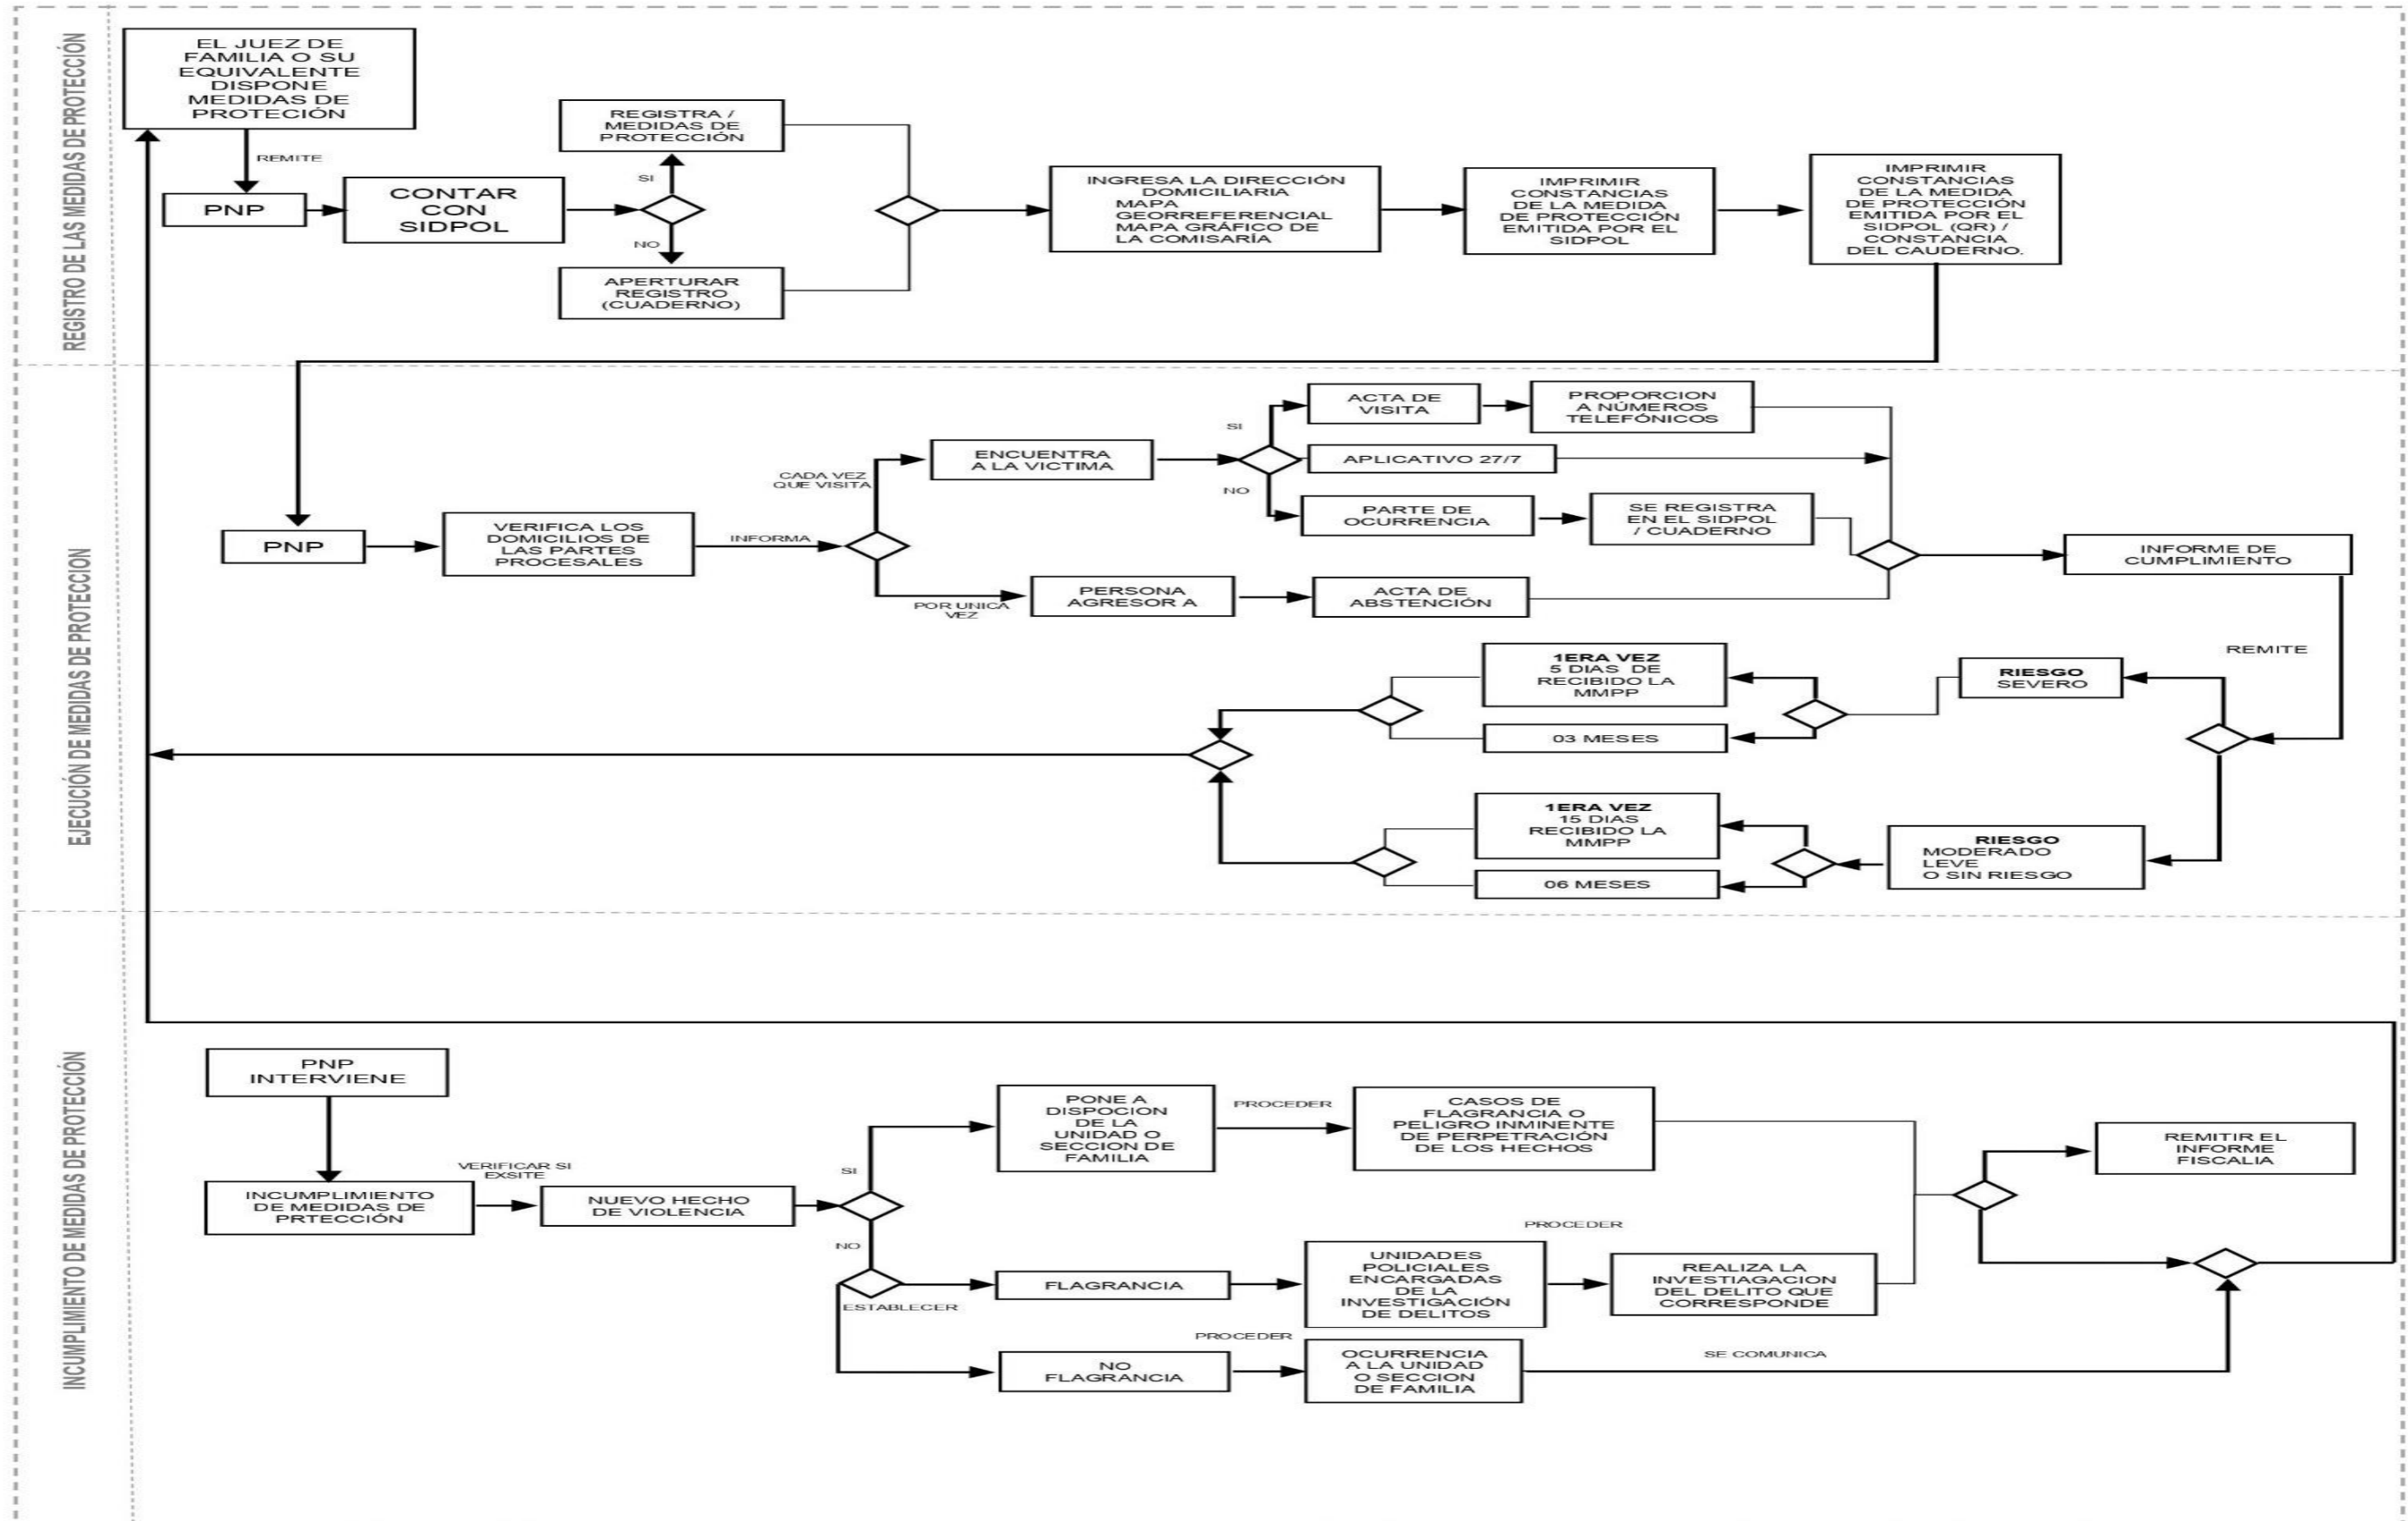 REGISTRO DE LAS MEDIDAS DE PROTECCIÓN
EL JUEZ DE
FAMILIA O SU
EQUIVALENTE
DISPONE
MEDIDAS DE
PROTECIÓN
REMITE
PNP
CONTAR
CON
SIDPOL
SI
NO
REGISTRA /
MEDIDAS DE
PROTECCIÓN
APERTURAR
REGISTRO
(CUADERNO)
INGRESA LA DIRECCIÓN
DOMICILIARIA
MAPA
GEORREFERENCIAL
MAPA GRÁFICO DE
LA COMISARÍA
IMPRIMIR
CONSTANCIAS
DE LA MEDIDA
DE PROTECCIÓN
EMITIDA POR EL
SIDPOL
IMPRIMIR
CONSTANCIAS
DE LA MEDIDA
DE PROTECCIÓN
EMITIDA POR EL
SIDPOL (QR) /
CONSTANCIA
DEL CAUDERNO.
EJECUCIÓN DE MEDIDAS DE PROTECCION
PNP
VERIFICA LOS
DOMICILIOS DE
LAS PARTES
PROCESALES
INFORMA
CADA VEZ
QUE VISITA
ENCUENTRA
A LA VICTIMA
SI
NO
ACTA DE
VISITA
PROPORCION
A NÚMEROS
TELEFÓNICOS
APLICATIVO 27/7
PARTE DE
OCURRENCIA
SE REGISTRA
EN EL SIDPOL
/ CUADERNO
POR UNICA
VEZ
PERSONA
AGRESOR A
ACTA DE
ABSTENCIÓN
INFORME DE
CUMPLIMIENTO
REMITE
RIESGO
SEVERO
1ERA VEZ
5 DIAS DE
RECIBIDO LA
MMPP
03 MESES
RIESGO
MODERADO
LEVE
O SIN RIESGO
1ERA VEZ
15 DIAS
RECIBIDO LA
MMPP
06 MESES
INCUMPLIMIENTO DE MEDIDAS DE PROTECCIÓN
PNP
INTERVIENE
INCUMPLIMIENTO
DE MEDIDAS DE
PRTECCIÓN
VERIFICAR SI
EXSITE
NUEVO HECHO
DE VIOLENCIA
SI
NO
PONE A
DISPOCION
DE LA
UNIDAD O
SECCION DE
FAMILIA
PROCEDER
CASOS DE
FLAGRANCIA O
PELIGRO INMINENTE
DE PERPETRACIÓN
DE LOS HECHOS
REMITIR EL
INFORME
FISCALIA
ESTABLECER
FLAGRANCIA
UNIDADES
POLICIALES
ENCARGADAS
DE LA
INVESTIGACIÓN
DE DELITOS
PROCEDER
REALIZA LA
INVESTIAGACION
DEL DELITO QUE
CORRESPONDE
NO
FLAGRANCIA
PROCEDER
OCURRENCIA
A LA UNIDAD
O SECCION
DE FAMILIA
SE COMUNICA